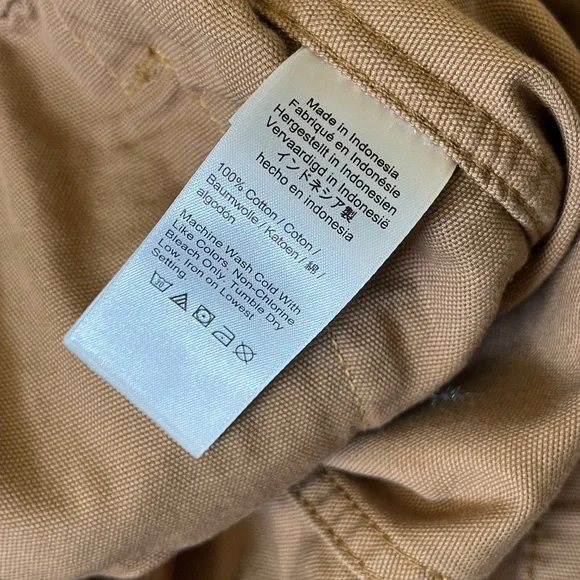 Made in Indonesia
Fabriqué en Indonésie
Hergestellt in Indonesien
Vervaardigd in Indonesië
インドネシア製
hecho en indonesia
100% Cotton / Coton /
Baumwolle / Katoen / 綿 /
algodón
Machine Wash Cold With
Like Colors, Non-Chlorine
Bleach Only, Tumble Dry
Low, Iron on Lowest
Setting
30